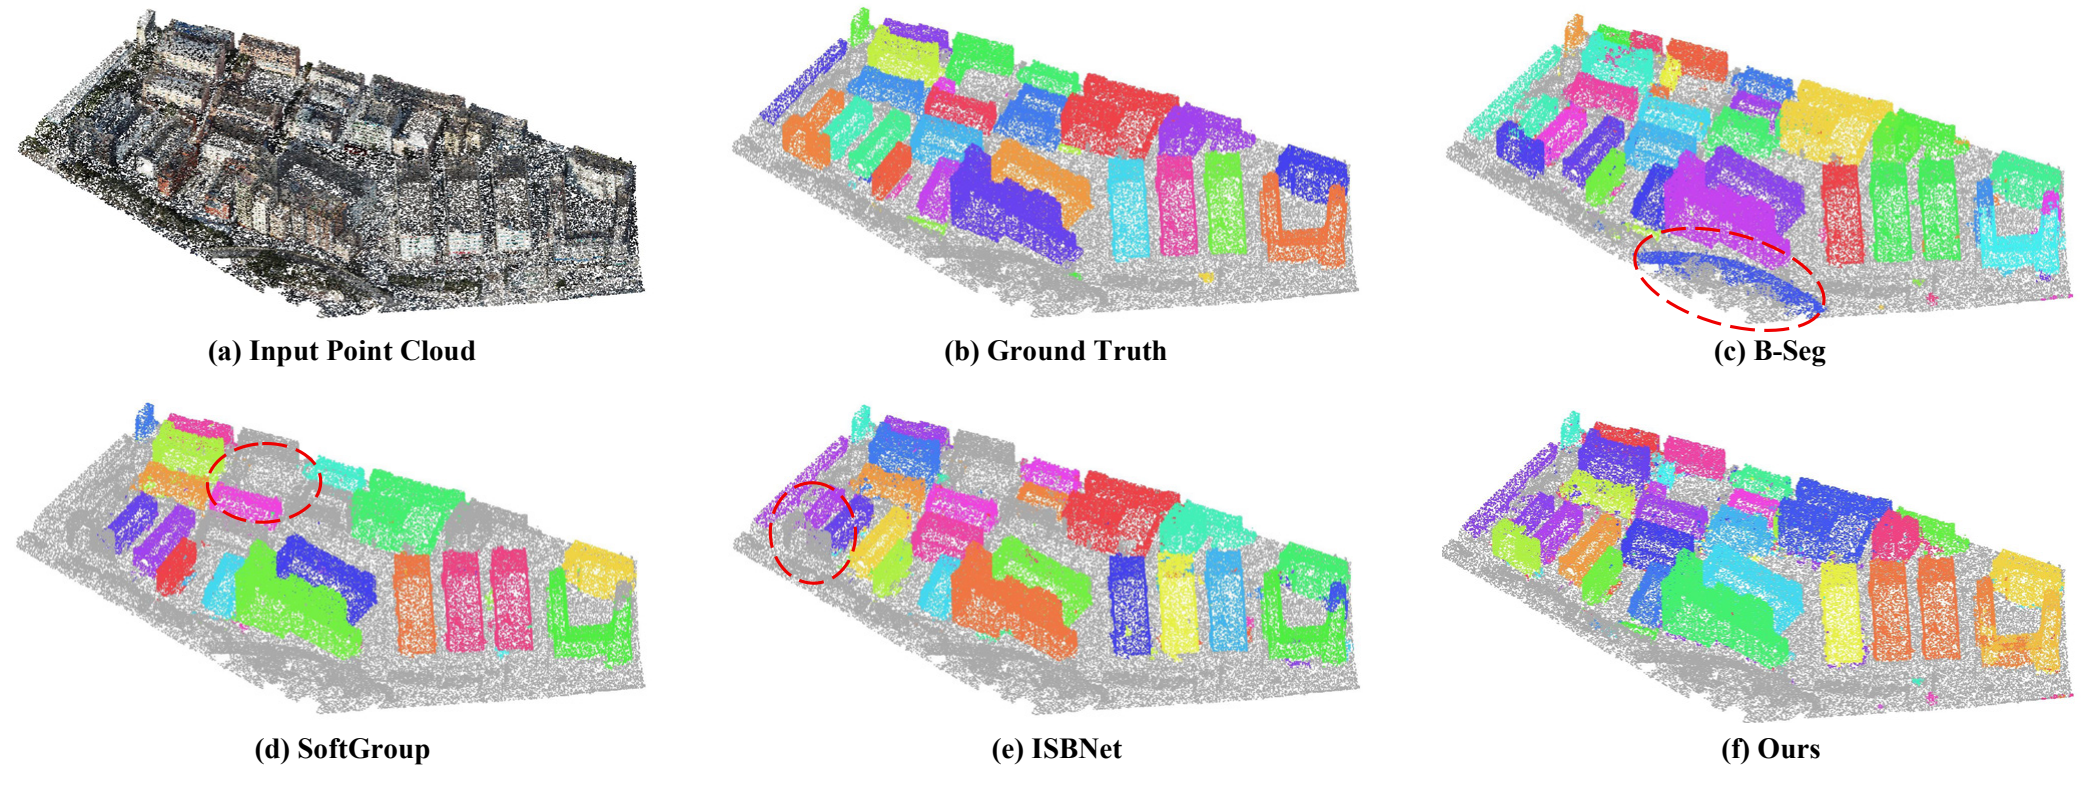 (a) Input Point Cloud
(b) Ground Truth
(c) B-Seg
(d) SoftGroup
(e) ISBNet
(f) Ours